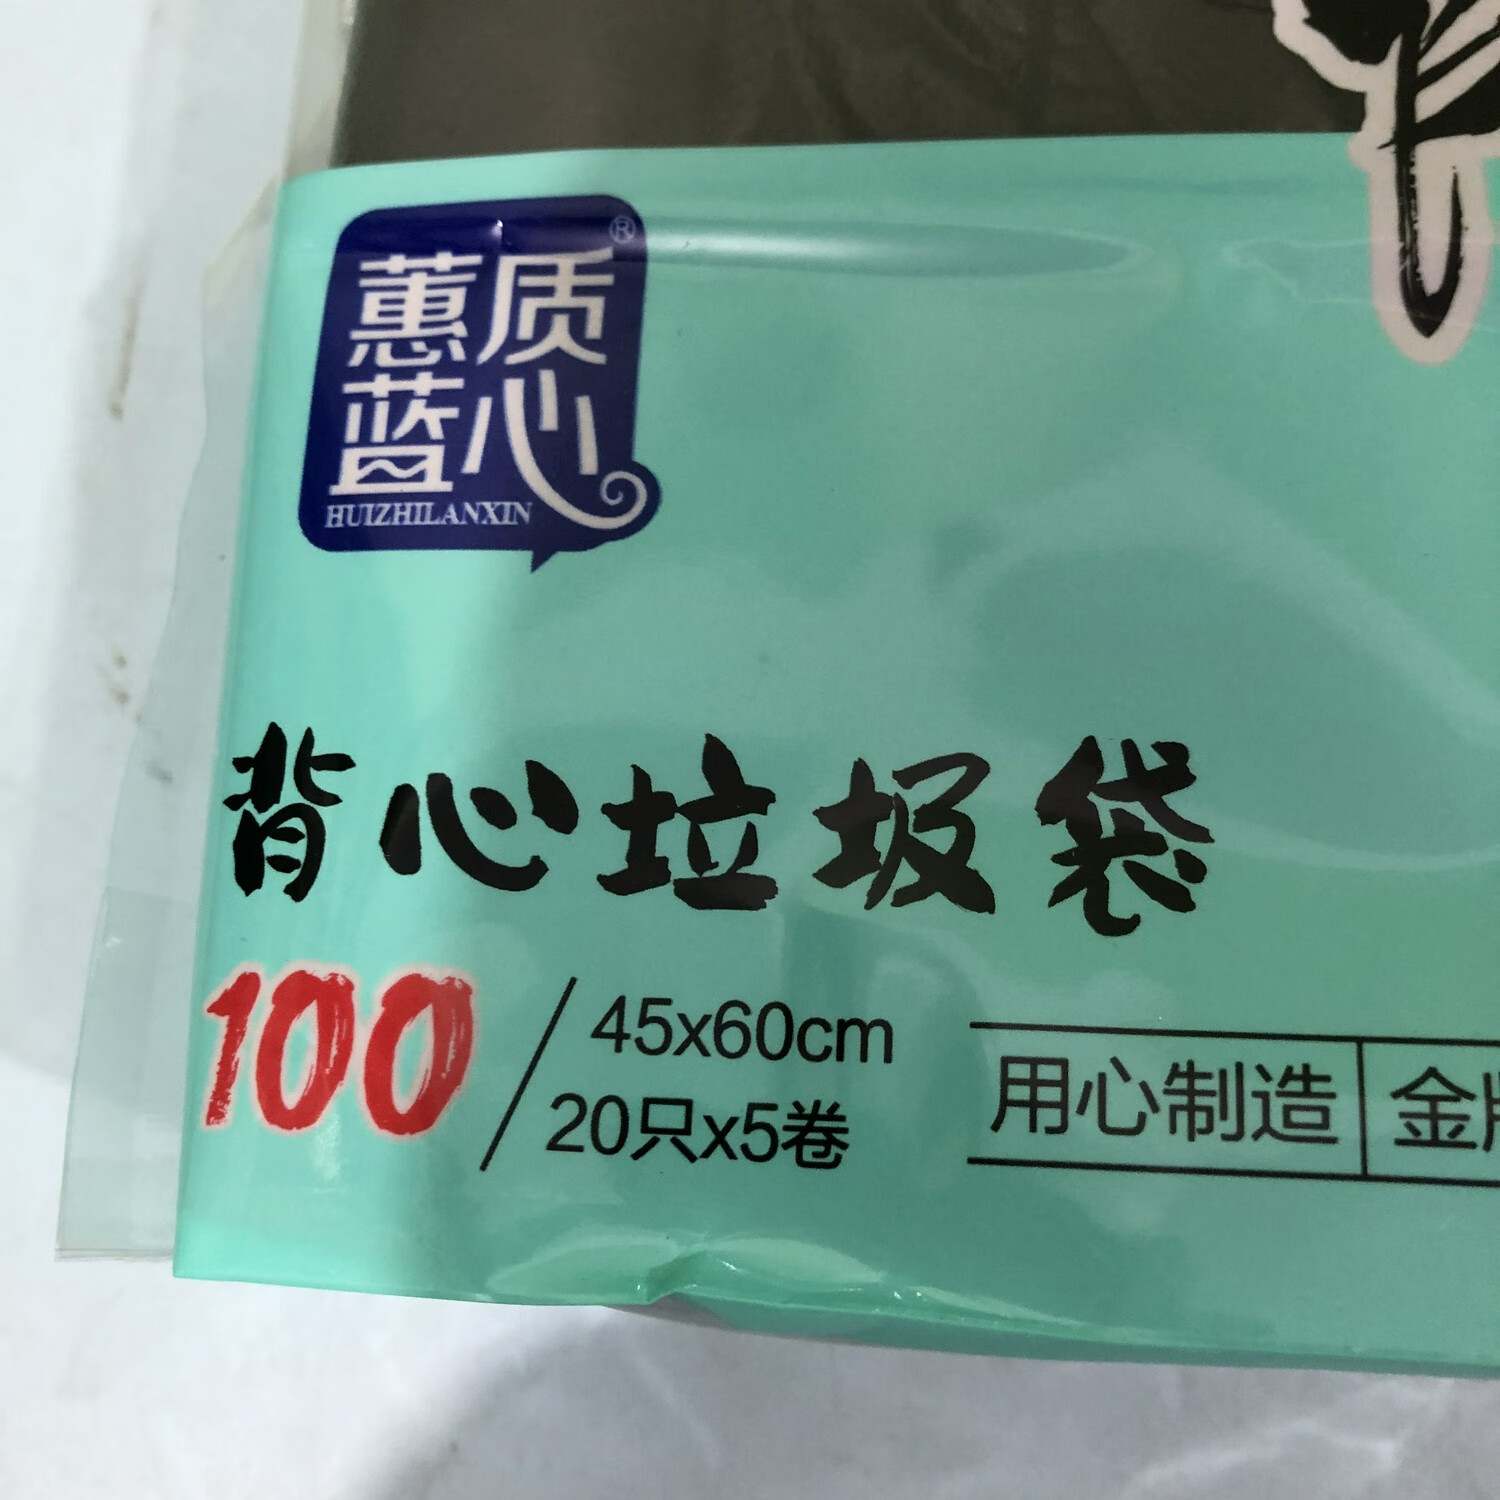 蕙质
蓝心
®
HUIZHILANXIN
背心垃圾袋
100
45x60cm
20只x5卷
用心制造
金